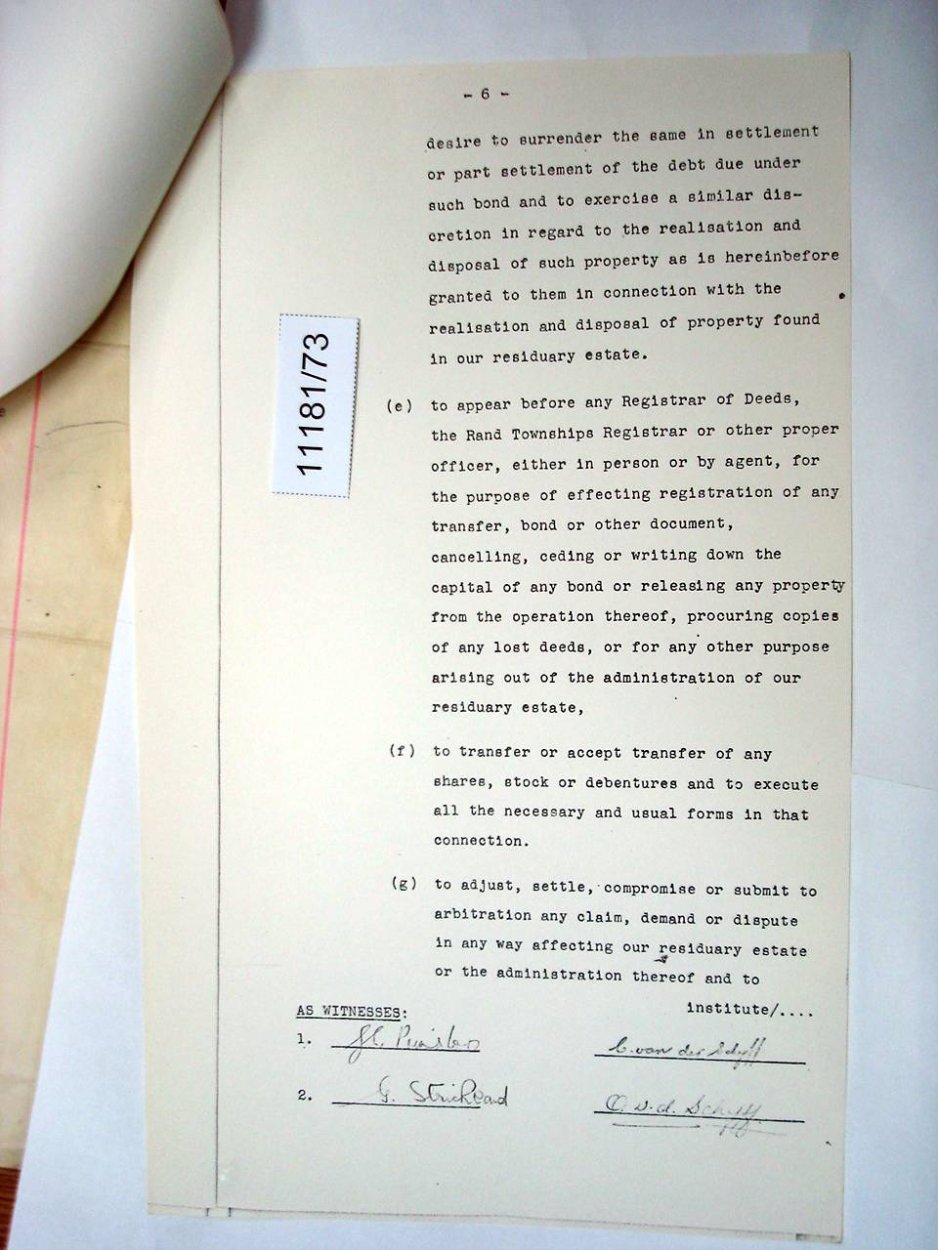 - 6 -
desire to surrender the same in settlement
or part settlement of the debt due under
such bond and to exercise a similar dis-
cretion in regard to the realisation and
disposal of such property as is hereinbefore
granted to them in connection with the
realisation and disposal of property found
in our residuary estate.
11181/73
(e) to appear before any Registrar of Deeds,
the Rand Townships Registrar or other proper
officer, either in person or by agent, for
the purpose of effecting registration of any
transfer, bond or other document,
cancelling, ceding or writing down the
capital of any bond or releasing any property
from the operation thereof, procuring copies
of any lost deeds, or for any other purpose
arising out of the administration of our
residuary estate,
(f) to transfer or accept transfer of any
shares, stock or debentures and to execute
all the necessary and usual forms in that
connection.
(g) to adjust, settle, compromise or submit to
arbitration any claim, demand or dispute
in any way affecting our residuary estate
or the administration thereof and to
institute/....
AS WITNESSES:
1. C. van der Schyff
2. G. Strickland
O v.d. Schyff